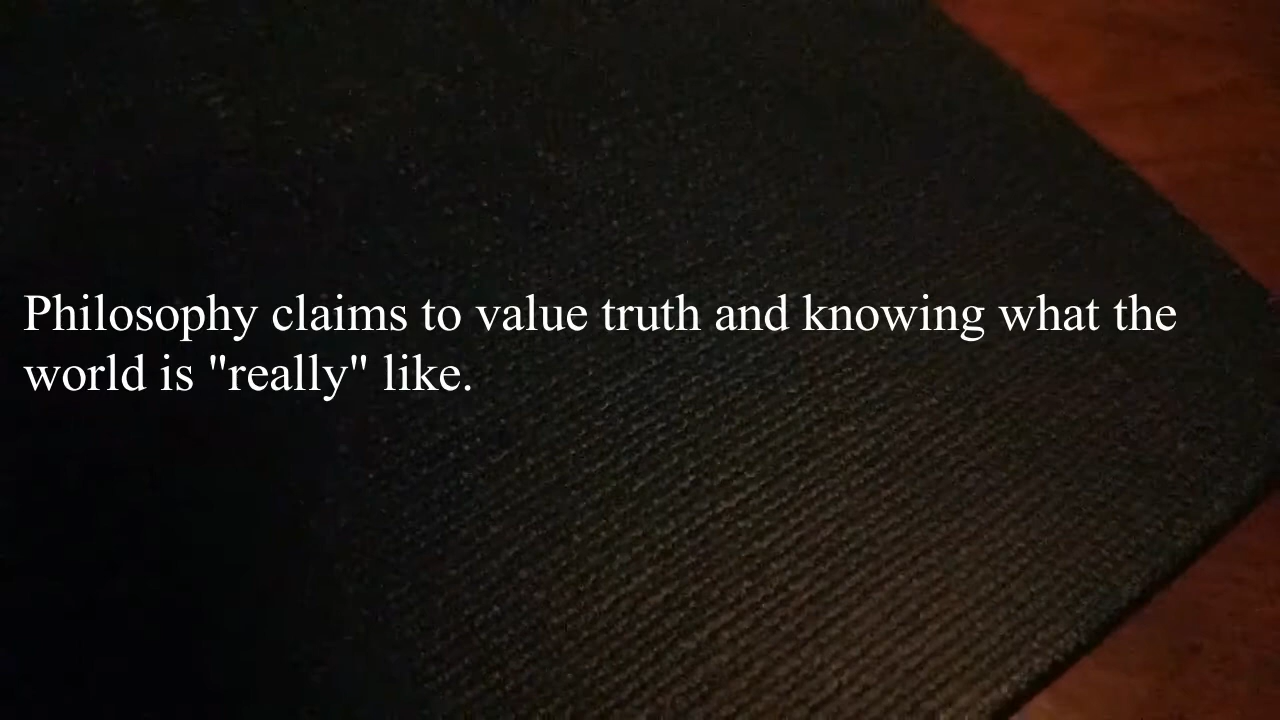 Philosophy claims to value truth and knowing what the
world is "really" like.